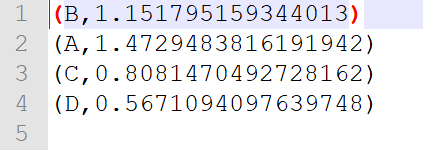 1 (B,1.151795159344013)
2 (A,1.4729483816191942)
3 (C,0.8081470492728162)
4 (D,0.5671094097639748)
5